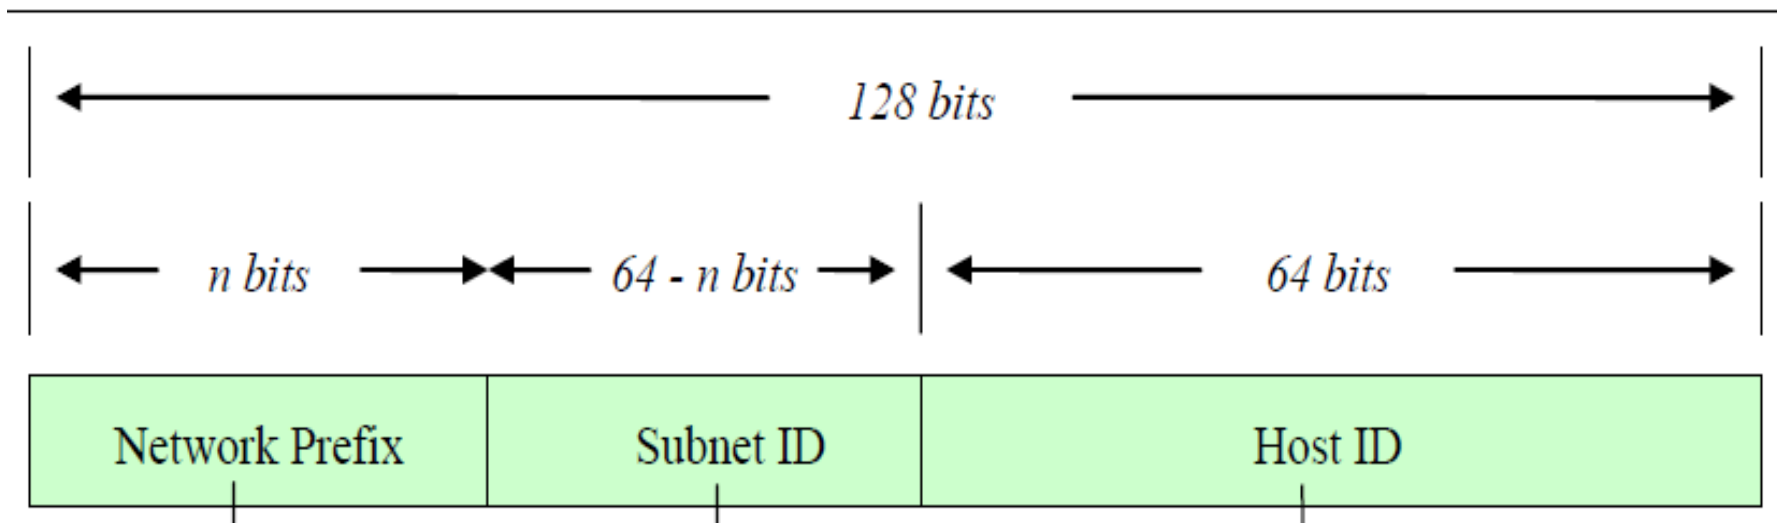 128 bits
n bits 64 - n bits 64 bits
Network Prefix Subnet ID Host ID